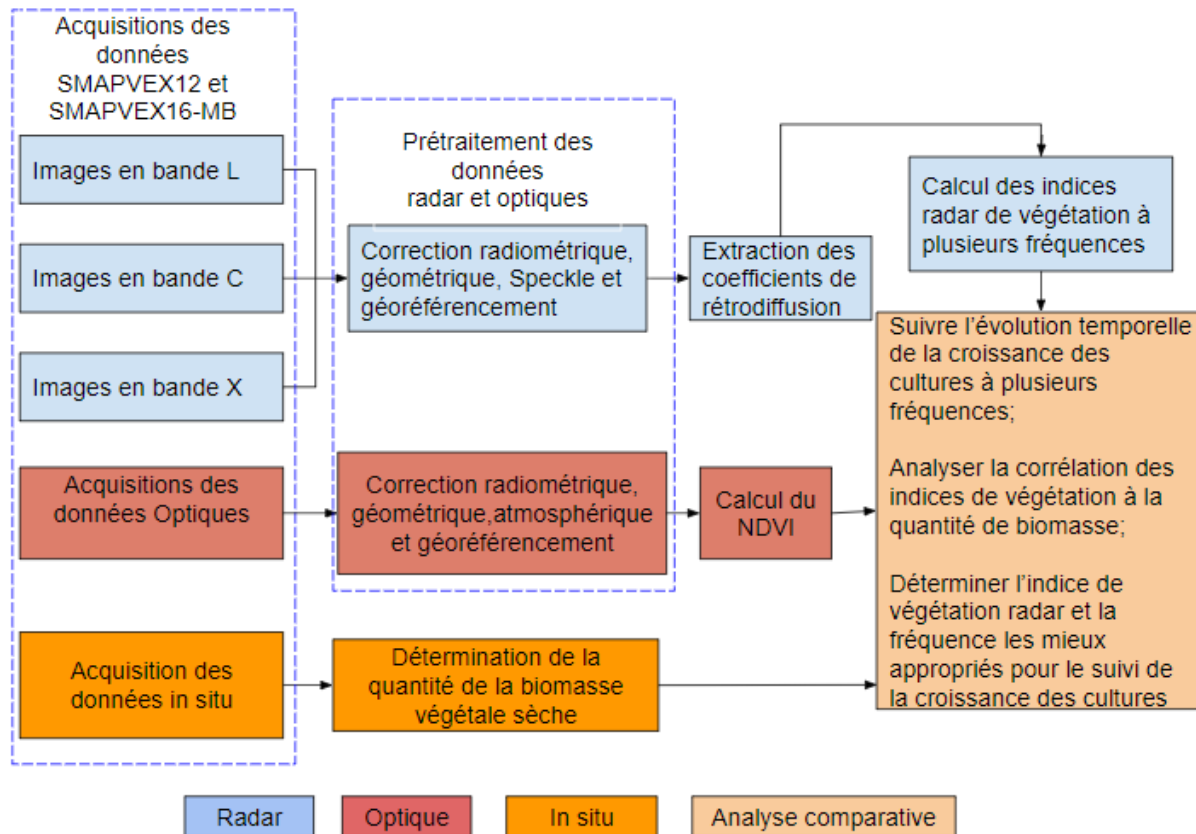 Acquisitions des
données
SMAPVEX12 et
SMAPVEX16-MB
Images en bande L
Images en bande C
Images en bande X
Acquisitions des
données Optiques
Acquisition des
données in situ
Prétraitement des
données
radar et optiques
Correction radiométrique,
géométrique, Speckle et
géoréférencement
Correction radiométrique,
géométrique,atmosphérique
et géoréférencement
Détermination de la
quantité de la biomasse
végétale sèche
Extraction des
coefficients de
rétrodiffusion
Calcul du
NDVI
Calcul des indices
radar de végétation à
plusieurs fréquences
Suivre l’évolution temporelle
de la croissance des
cultures à plusieurs
fréquences;
Analyser la corrélation des
indices de végétation à la
quantité de biomasse;
Déterminer l’indice de
végétation radar et la
fréquence les mieux
appropriés pour le suivi de
la croissance des cultures
Radar
Optique
In situ
Analyse comparative